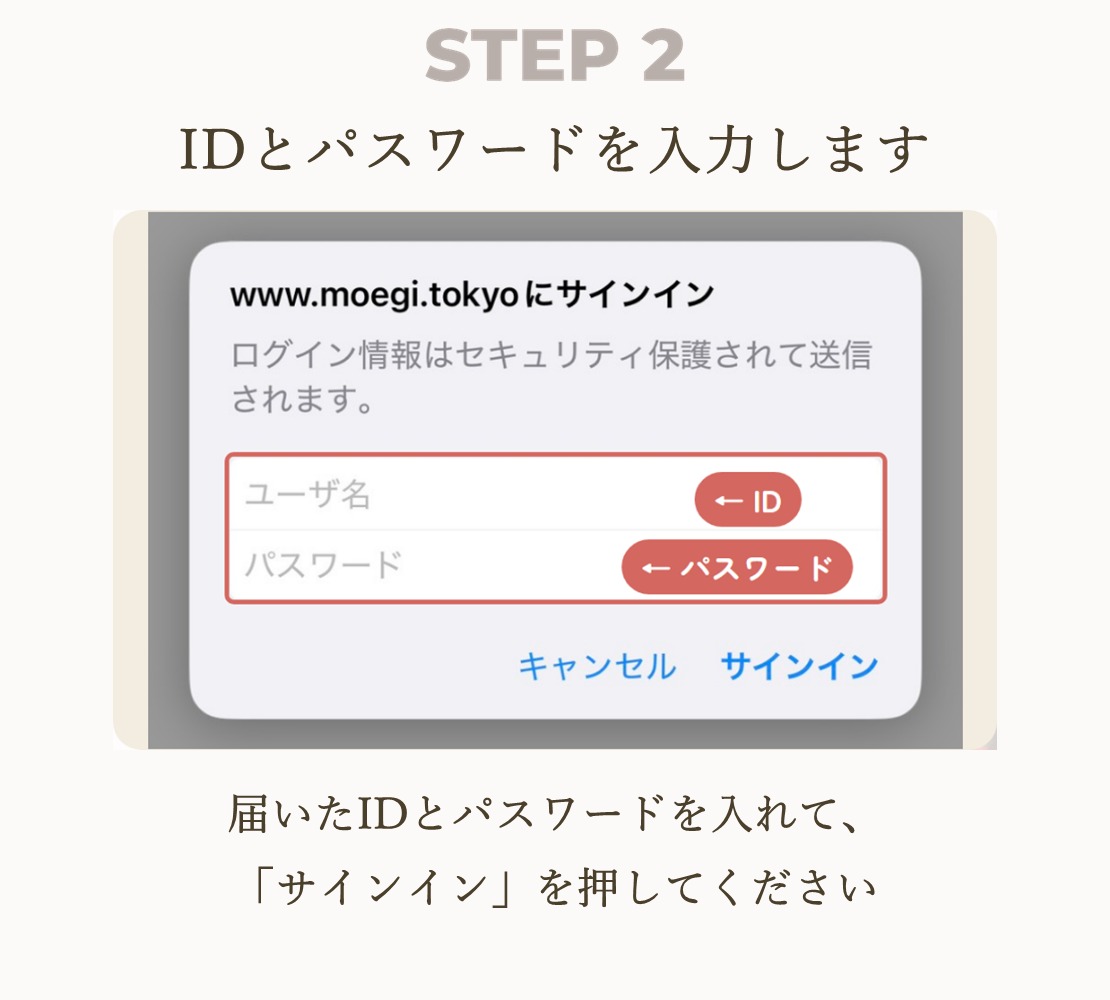 STEP 2
IDとパスワードを入力します
www.moegi.tokyoにサインイン
ログイン情報はセキュリティ保護されて送信
されます。
ユーザ名
← ID
パスワード
← パスワード
キャンセル
サインイン
届いたIDとパスワードを入れて、
「サインイン」を押してください